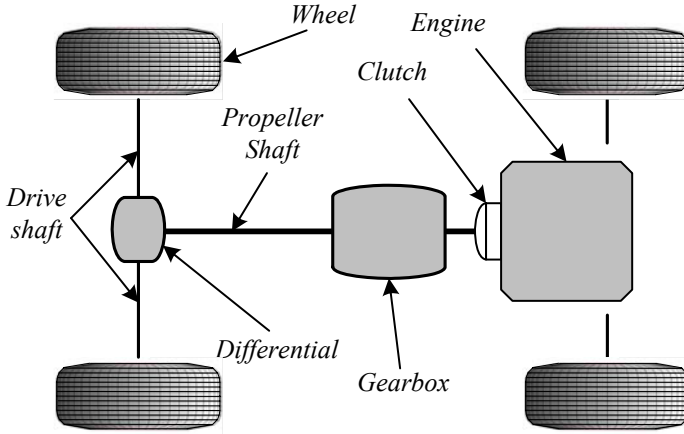 Wheel
Engine
Clutch
Propeller
Shaft
Drive
shaft
Differential
Gearbox